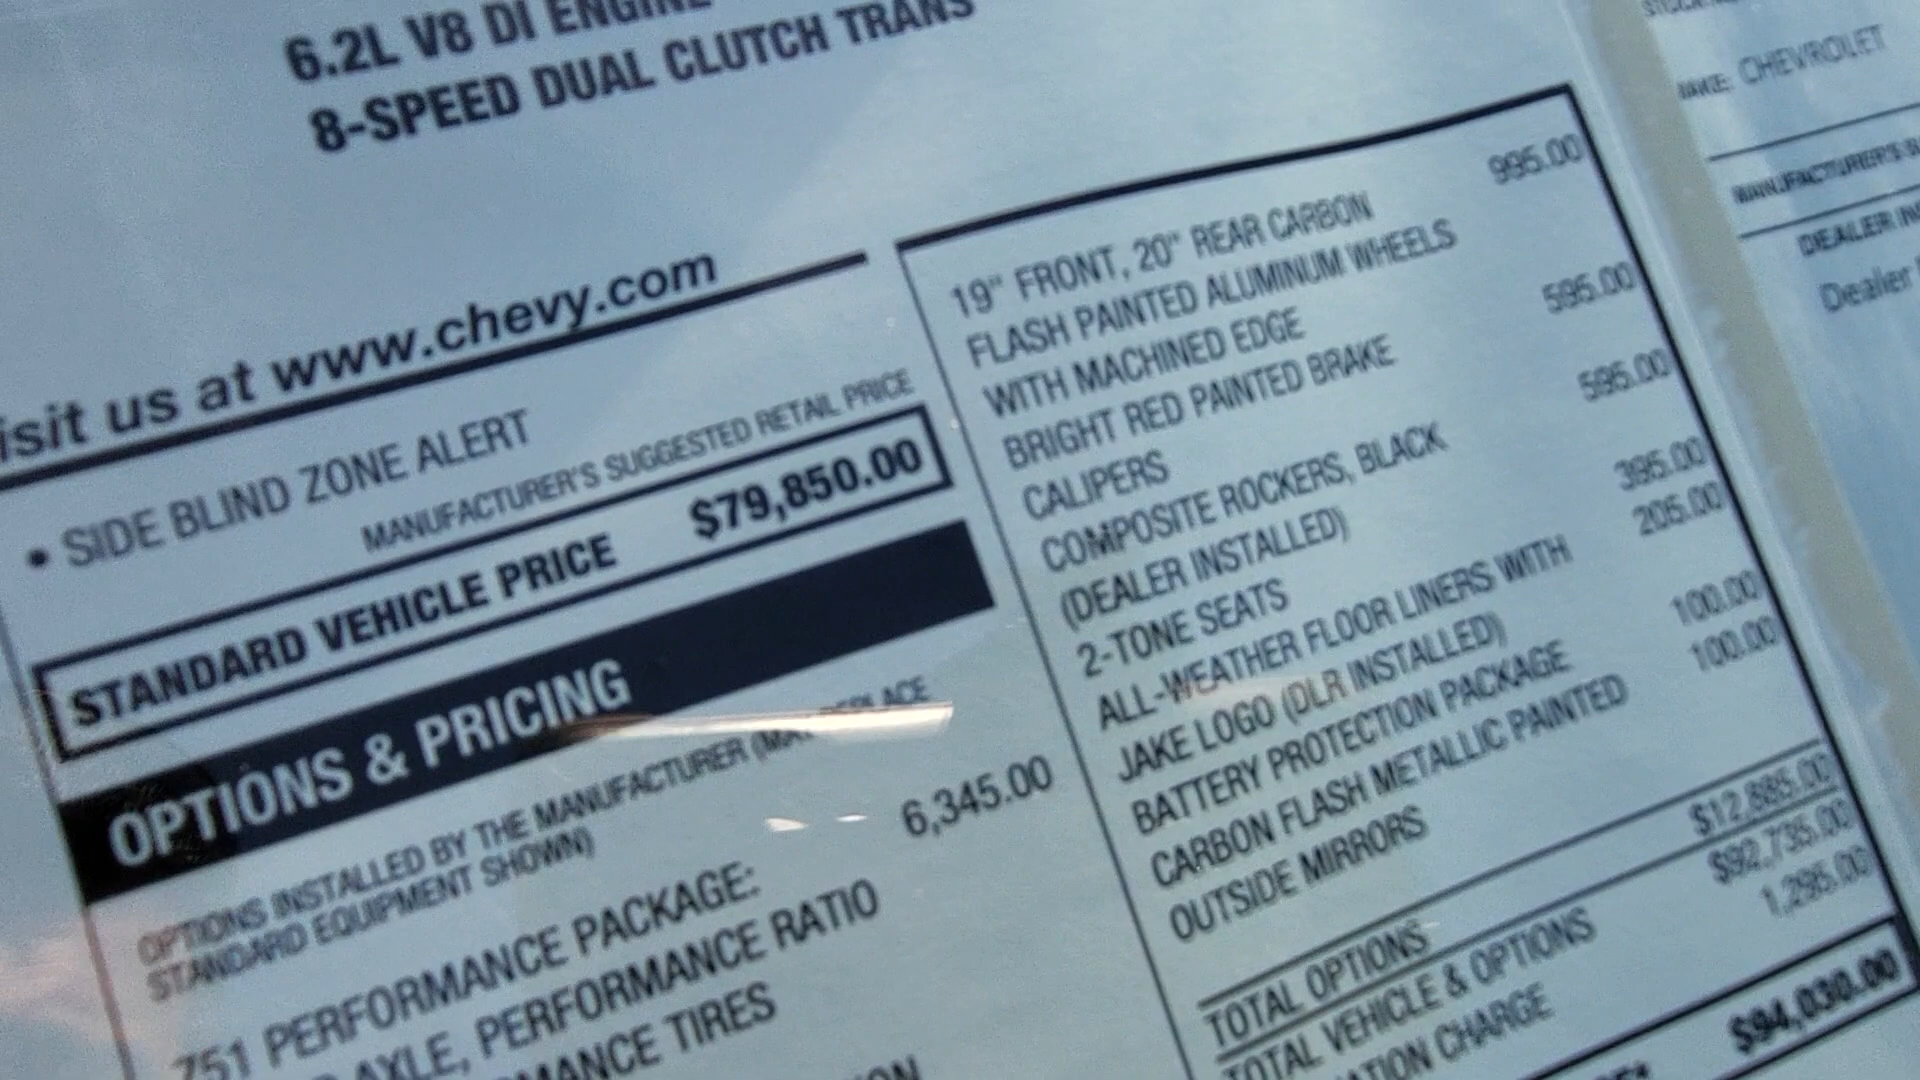 6.2L V8 DI ENGINE
8-SPEED DUAL CLUTCH TRANS
isit us at www.chevy.com
• SIDE BLIND ZONE ALERT
MANUFACTURER'S SUGGESTED RETAIL PRICE
STANDARD VEHICLE PRICE $79,850.00
OPTIONS & PRICING
OPTIONS INSTALLED BY THE MANUFACTURER (MAY REPLACE
STANDARD EQUIPMENT SHOWN)
Z51 PERFORMANCE PACKAGE: 6,345.00
AXLE, PERFORMANCE RATIO
MANCE TIRES
19" FRONT, 20" REAR CARBON 995.00
FLASH PAINTED ALUMINUM WHEELS
WITH MACHINED EDGE
BRIGHT RED PAINTED BRAKE 595.00
CALIPERS
COMPOSITE ROCKERS, BLACK 595.00
(DEALER INSTALLED)
2-TONE SEATS 395.00
ALL-WEATHER FLOOR LINERS WITH 205.00
JAKE LOGO (DLR INSTALLED)
BATTERY PROTECTION PACKAGE 100.00
CARBON FLASH METALLIC PAINTED 100.00
OUTSIDE MIRRORS
TOTAL OPTIONS $12,885.00
TOTAL VEHICLE & OPTIONS $92,735.00
ATION CHARGE 1,295.00
$94,030.00
CHEVROLET
MANUFACTURER'S
DEALER
Dealer